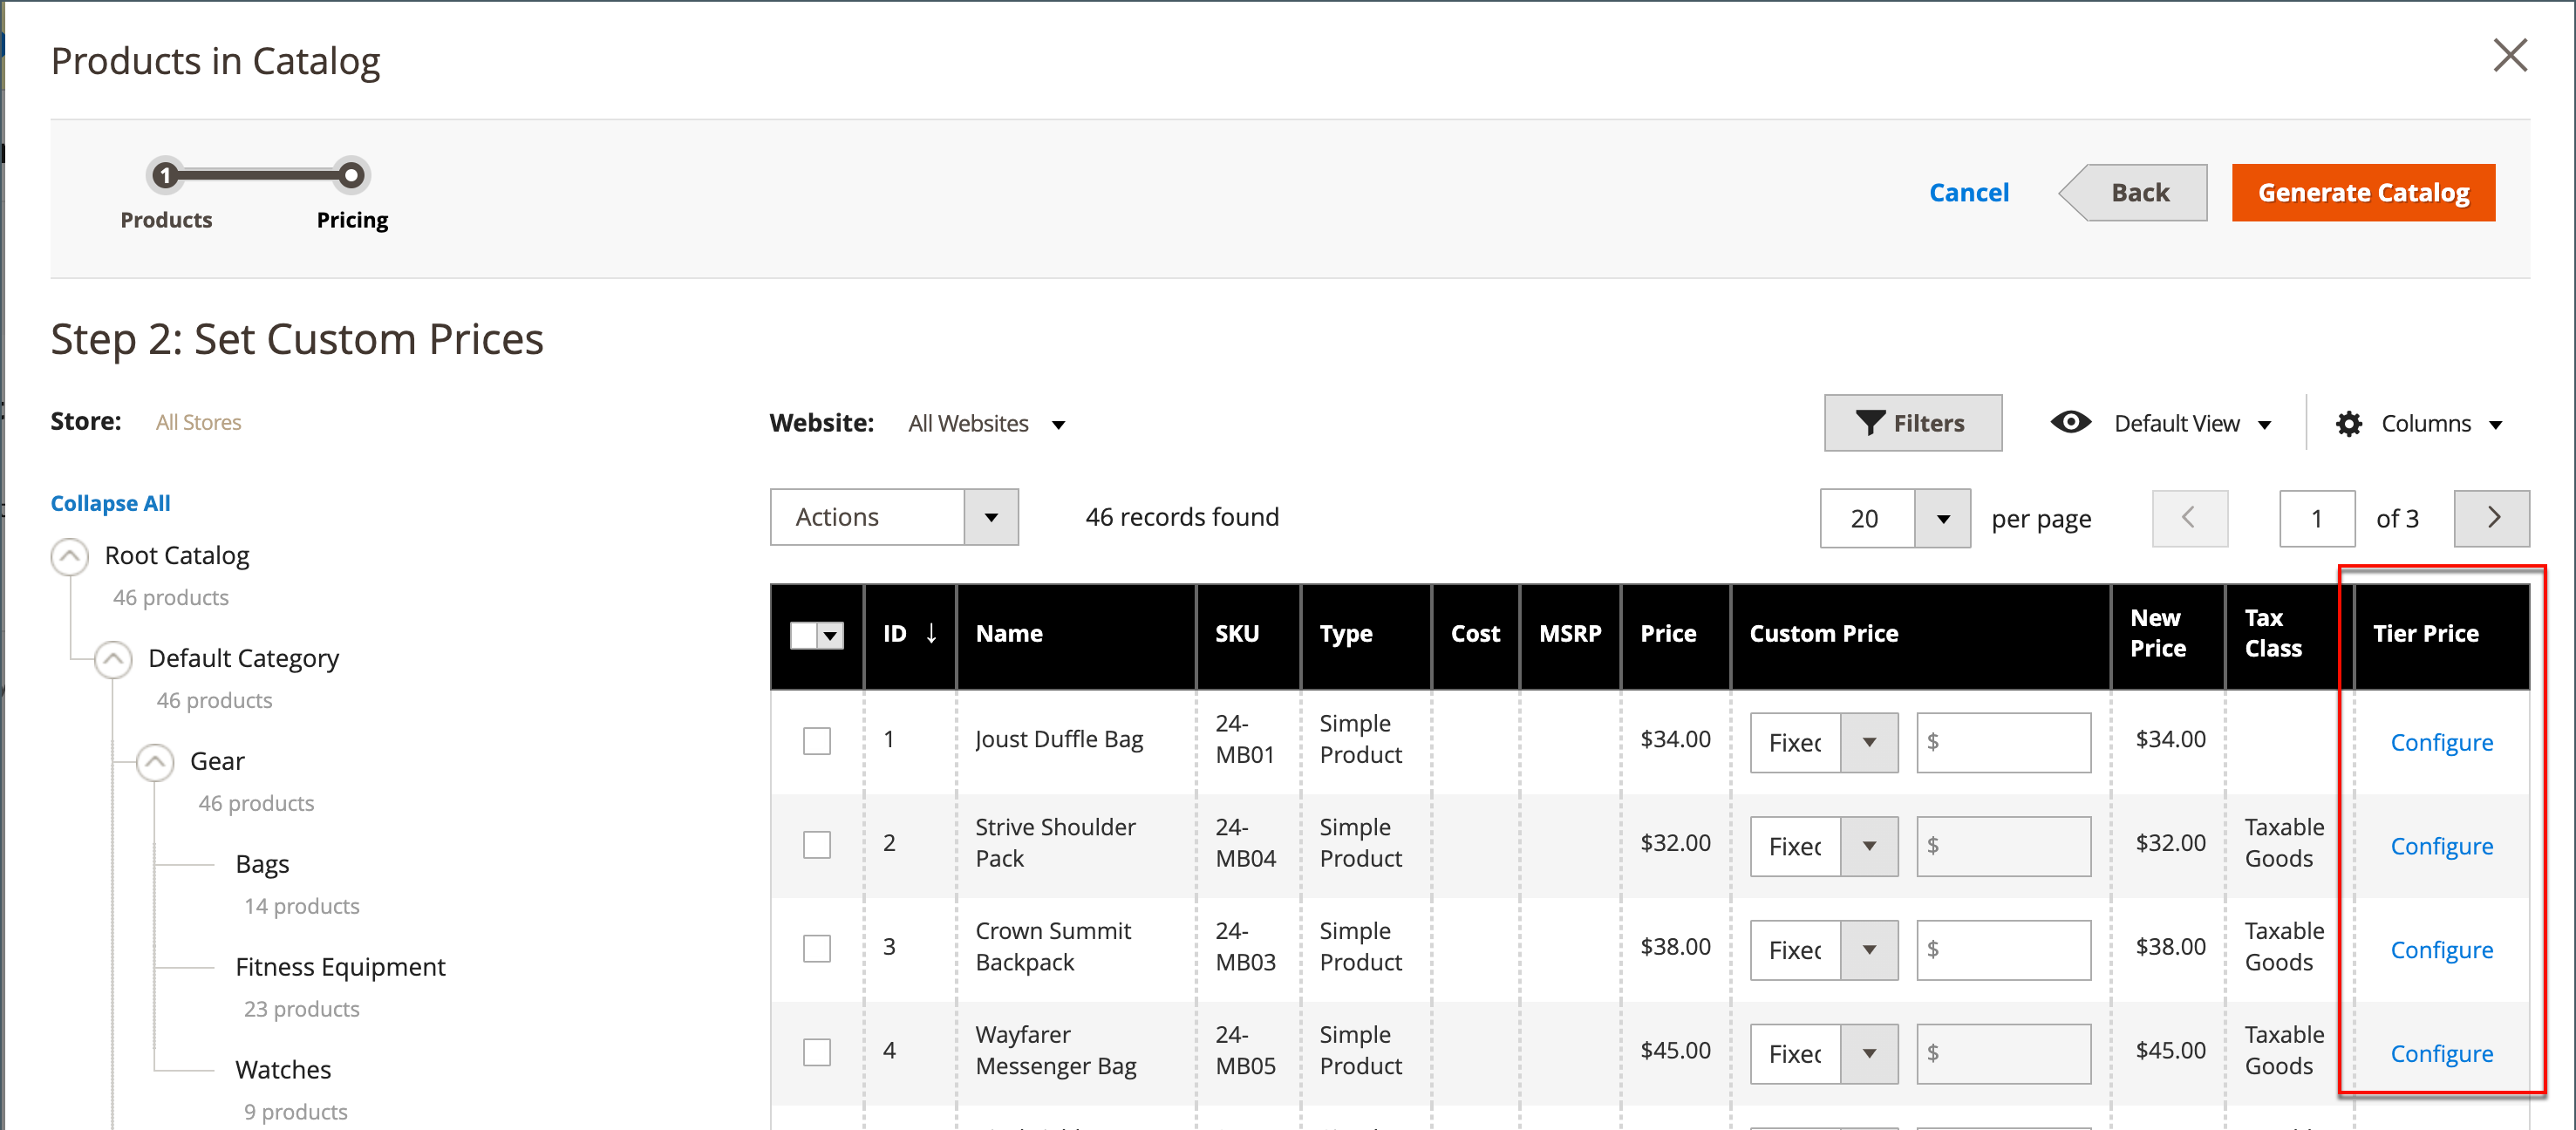 Products in Catalog
1
Products
Pricing
Cancel
Back
Generate Catalog
Step 2: Set Custom Prices
Store: All Stores
Website: All Websites
Filters
Default View
Columns
Collapse All
Actions
46 records found
20 per page
1 of 3
Root Catalog
46 products
Default Category
46 products
Gear
46 products
Bags
14 products
Fitness Equipment
23 products
Watches
9 products
ID ↓ Name SKU Type Cost MSRP Price Custom Price New Price Tax Class Tier Price
1 Joust Duffle Bag 24-MB01 Simple Product $34.00 Fixed $ $34.00 Configure
2 Strive Shoulder Pack 24-MB04 Simple Product $32.00 Fixed $ $32.00 Taxable Goods Configure
3 Crown Summit Backpack 24-MB03 Simple Product $38.00 Fixed $ $38.00 Taxable Goods Configure
4 Wayfarer Messenger Bag 24-MB05 Simple Product $45.00 Fixed $ $45.00 Taxable Goods Configure